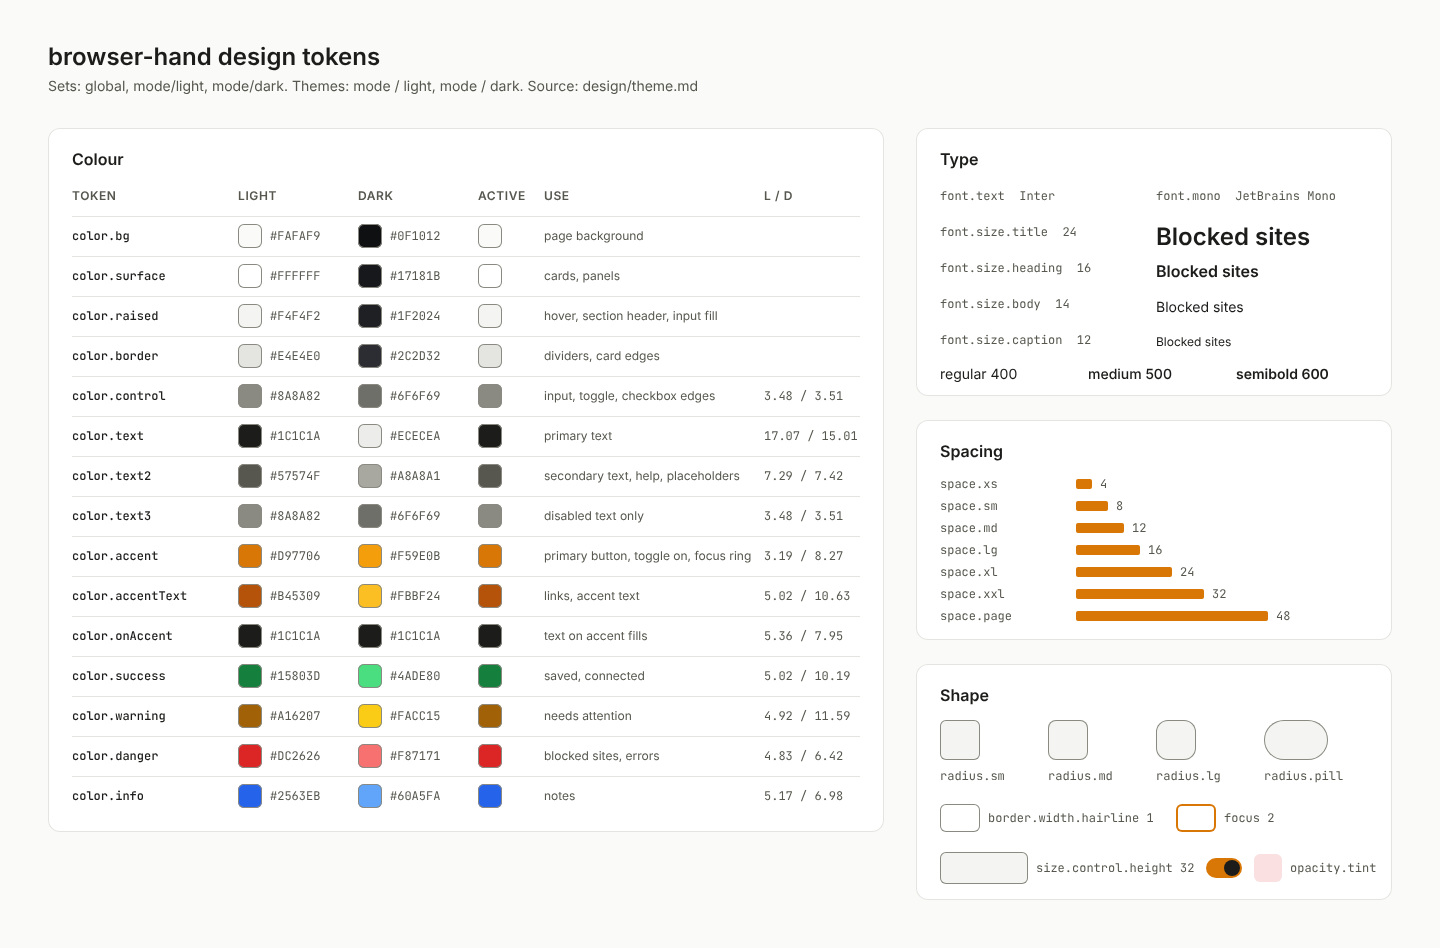 browser-hand design tokens
Sets: global, mode/light, mode/dark. Themes: mode / light, mode / dark. Source: design/theme.md
Colour
TOKEN LIGHT DARK ACTIVE USE L / D
color.bg #FAFAF9 #0F1012 page background
color.surface #FFFFFF #17181B cards, panels
color.raised #F4F4F2 #1F2024 hover, section header, input fill
color.border #E4E4E0 #2C2D32 dividers, card edges
color.control #8A8A82 #6F6F69 input, toggle, checkbox edges 3.48 / 3.51
color.text #1C1C1A #ECECEA primary text 17.07 / 15.01
color.text2 #57574F #A8A8A1 secondary text, help, placeholders 7.29 / 7.42
color.text3 #8A8A82 #6F6F69 disabled text only 3.48 / 3.51
color.accent #D97706 #F59E0B primary button, toggle on, focus ring 3.19 / 8.27
color.accentText #B45309 #FBBF24 links, accent text 5.02 / 10.63
color.onAccent #1C1C1A #1C1C1A text on accent fills 5.36 / 7.95
color.success #15803D #4ADE80 saved, connected 5.02 / 10.19
color.warning #A16207 #FACC15 needs attention 4.92 / 11.59
color.danger #DC2626 #F87171 blocked sites, errors 4.83 / 6.42
color.info #2563EB #60A5FA notes 5.17 / 6.98
Type
font.text Inter font.mono JetBrains Mono
font.size.title 24 Blocked sites
font.size.heading 16 Blocked sites
font.size.body 14 Blocked sites
font.size.caption 12 Blocked sites
regular 400 medium 500 semibold 600
Spacing
space.xs 4
space.sm 8
space.md 12
space.lg 16
space.xl 24
space.xxl 32
space.page 48
Shape
radius.sm radius.md radius.lg radius.pill
border.width.hairline 1 focus 2
size.control.height 32 opacity.tint